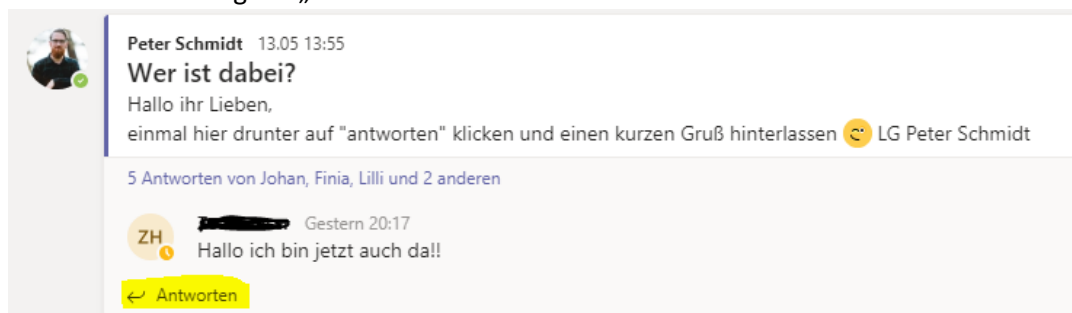 Peter Schmidt 13.05 13:55
Wer ist dabei?
Hallo ihr Lieben,
einmal hier drunter auf "antworten" klicken und einen kurzen Gruß hinterlassen LG Peter Schmidt
5 Antworten von Johan, Finia, Lilli und 2 anderen
ZH
Gestern 20:17
Hallo ich bin jetzt auch da!!
Antworten